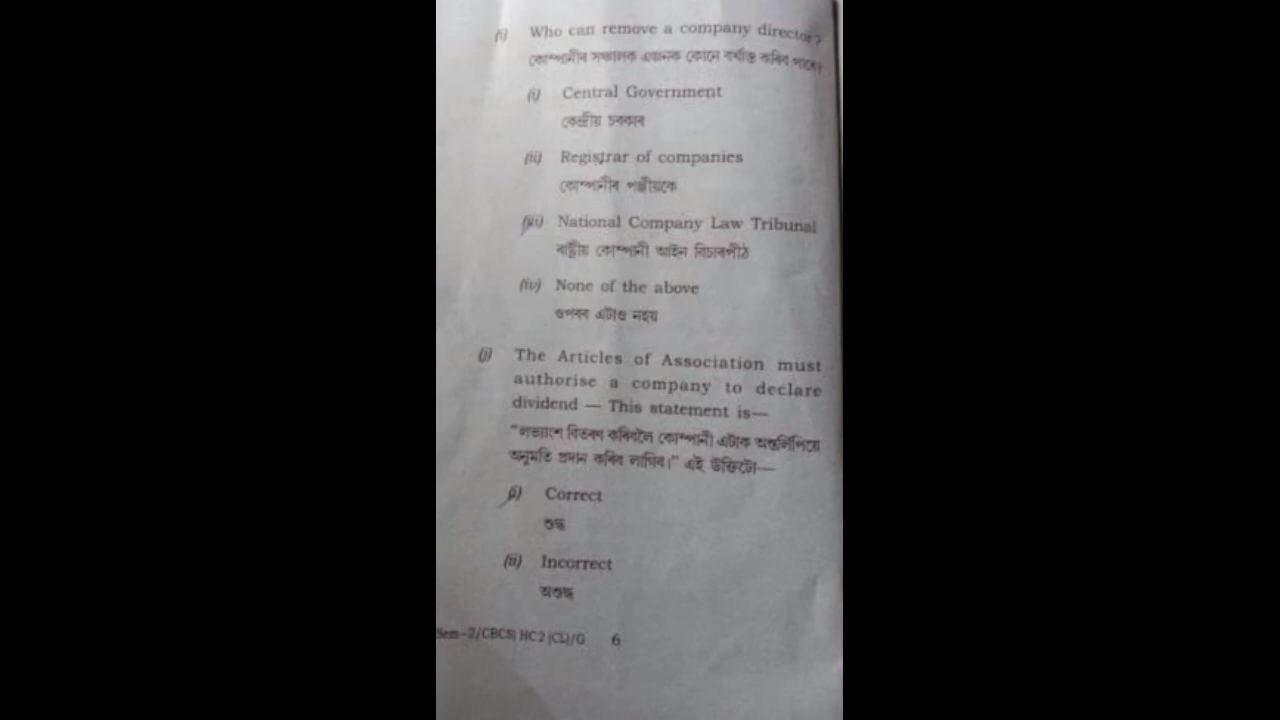 (i) Who can remove a company director?
কোম্পানীৰ সঞ্চালক এজনক কোনে বৰ্খাস্ত কৰিব পাৰে।
(i) Central Government
কেন্দ্ৰীয় চৰকাৰ
(ii) Registrar of companies
কোম্পানীৰ পঞ্জীয়কে
(iii) National Company Law Tribunal
ৰাষ্ট্ৰীয় কোম্পানী আইন বিচাৰপীঠ
(iv) None of the above
ওপৰৰ এটাও নহয়
(j) The Articles of Association must
authorise a company to declare
dividend — This statement is—
"লভ্যাংশ বিতৰণ কৰিবলৈ কোম্পানী এটাক অন্তৰ্লিপিয়ে
অনুমতি প্ৰদান কৰিব লাগিব।" এই উক্তিটো—
(i) Correct
শুদ্ধ
(ii) Incorrect
অশুদ্ধ
Sem-2/CBCS) HC 2 (CL)/G 6